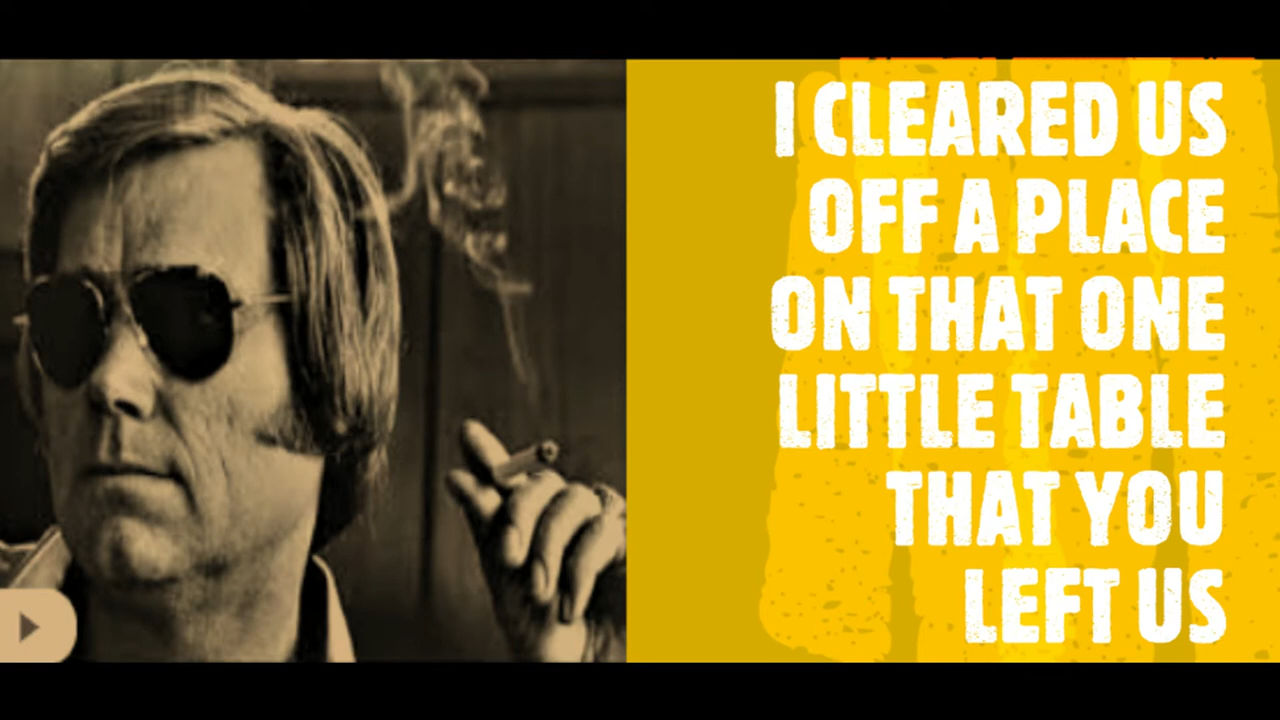 I CLEARED US
OFF A PLACE
ON THAT ONE
LITTLE TABLE
THAT YOU
LEFT US